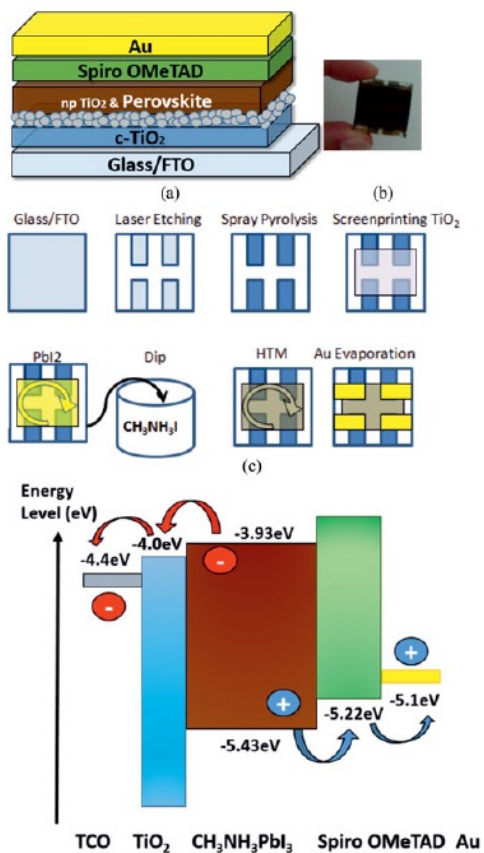 Au
Spiro OMeTAD
np TiO₂ & Perovskite
c-TiO₂
Glass/FTO
(a)
(b)
Glass/FTO
Laser Etching
Spray Pyrolysis
Screenprinting TiO₂
PbI2
Dip
CH₃NH₃I
HTM
Au Evaporation
(c)
Energy
Level (eV)
-4.4eV
-4.0eV
-3.93eV
-
-
+
+
-5.22eV
-5.1eV
-5.43eV
TCO TiO₂ CH₃NH₃PbI₃ Spiro OMeTAD Au